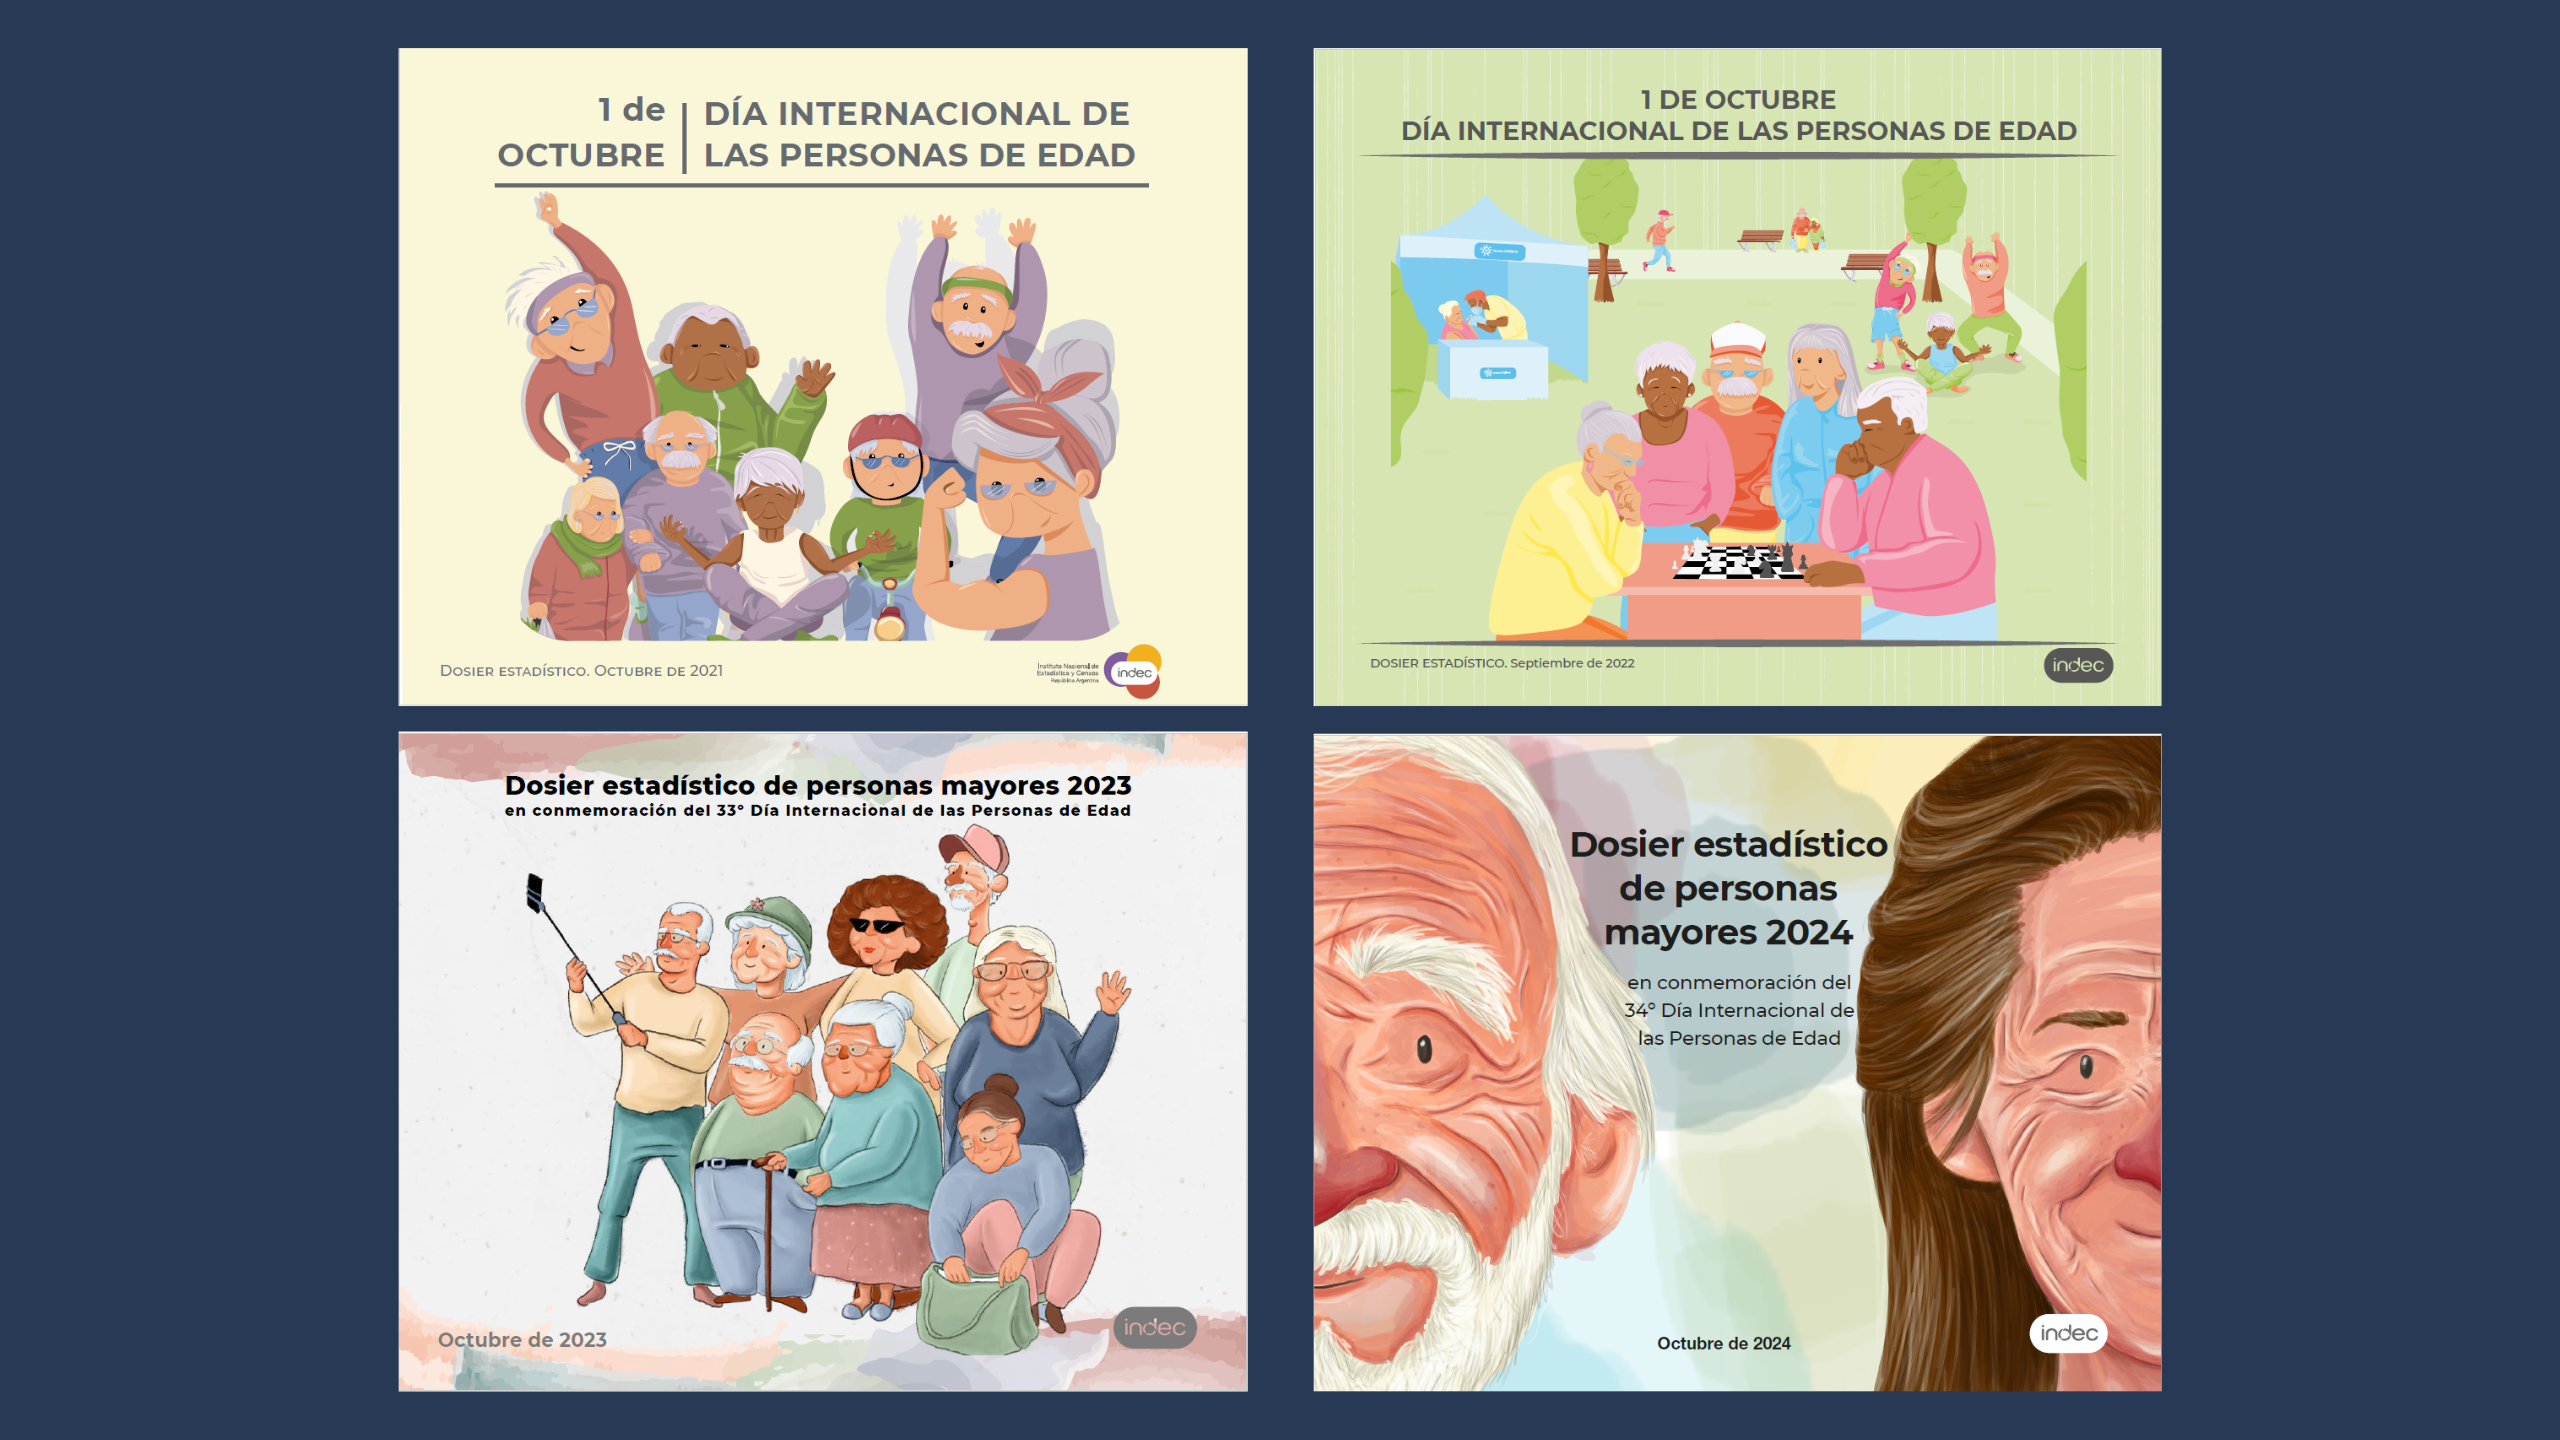 1 de
OCTUBRE
DÍA INTERNACIONAL DE
LAS PERSONAS DE EDAD
DOSIER ESTADÍSTICO. OCTUBRE DE 2021
Instituto Nacional de
Estadística y Censos
República Argentina
indec
1 DE OCTUBRE
DÍA INTERNACIONAL DE LAS PERSONAS DE EDAD
DOSIER ESTADÍSTICO. Septiembre de 2022
indec
Dosier estadístico de personas mayores 2023
en conmemoración del 33° Día Internacional de las Personas de Edad
Octubre de 2023
indec
Dosier estadístico
de personas
mayores 2024
en conmemoración del
34° Día Internacional de
las Personas de Edad
Octubre de 2024
indec